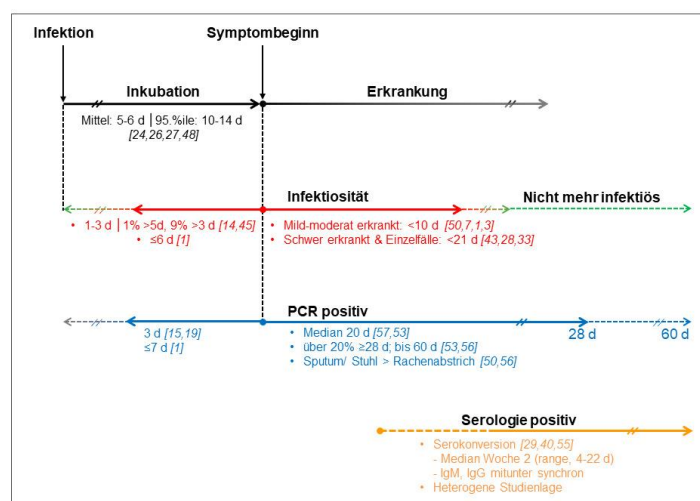 Infektion
Symptombeginn
Inkubation
Erkrankung
Mittel: 5-6 d | 95.%ile: 10-14 d
[24,26,27,48]
Infektiosität
Nicht mehr infektiös
• 1-3 d | 1% >5d, 9% >3 d [14,45]
• ≤6 d [1]
• Mild-moderat erkrankt: <10 d [50,7,1,3]
• Schwer erkrankt & Einzelfälle: <21 d [43,28,33]
PCR positiv
3 d [15,19]
≤7 d [1]
• Median 20 d [57,53]
• über 20% ≥28 d; bis 60 d [53,56]
• Sputum/ Stuhl > Rachenabstrich [50,56]
28 d
60 d
Serologie positiv
• Serokonversion [29,40,55]
- Median Woche 2 (range, 4-22 d)
- IgM, IgG mitunter synchron
• Heterogene Studienlage